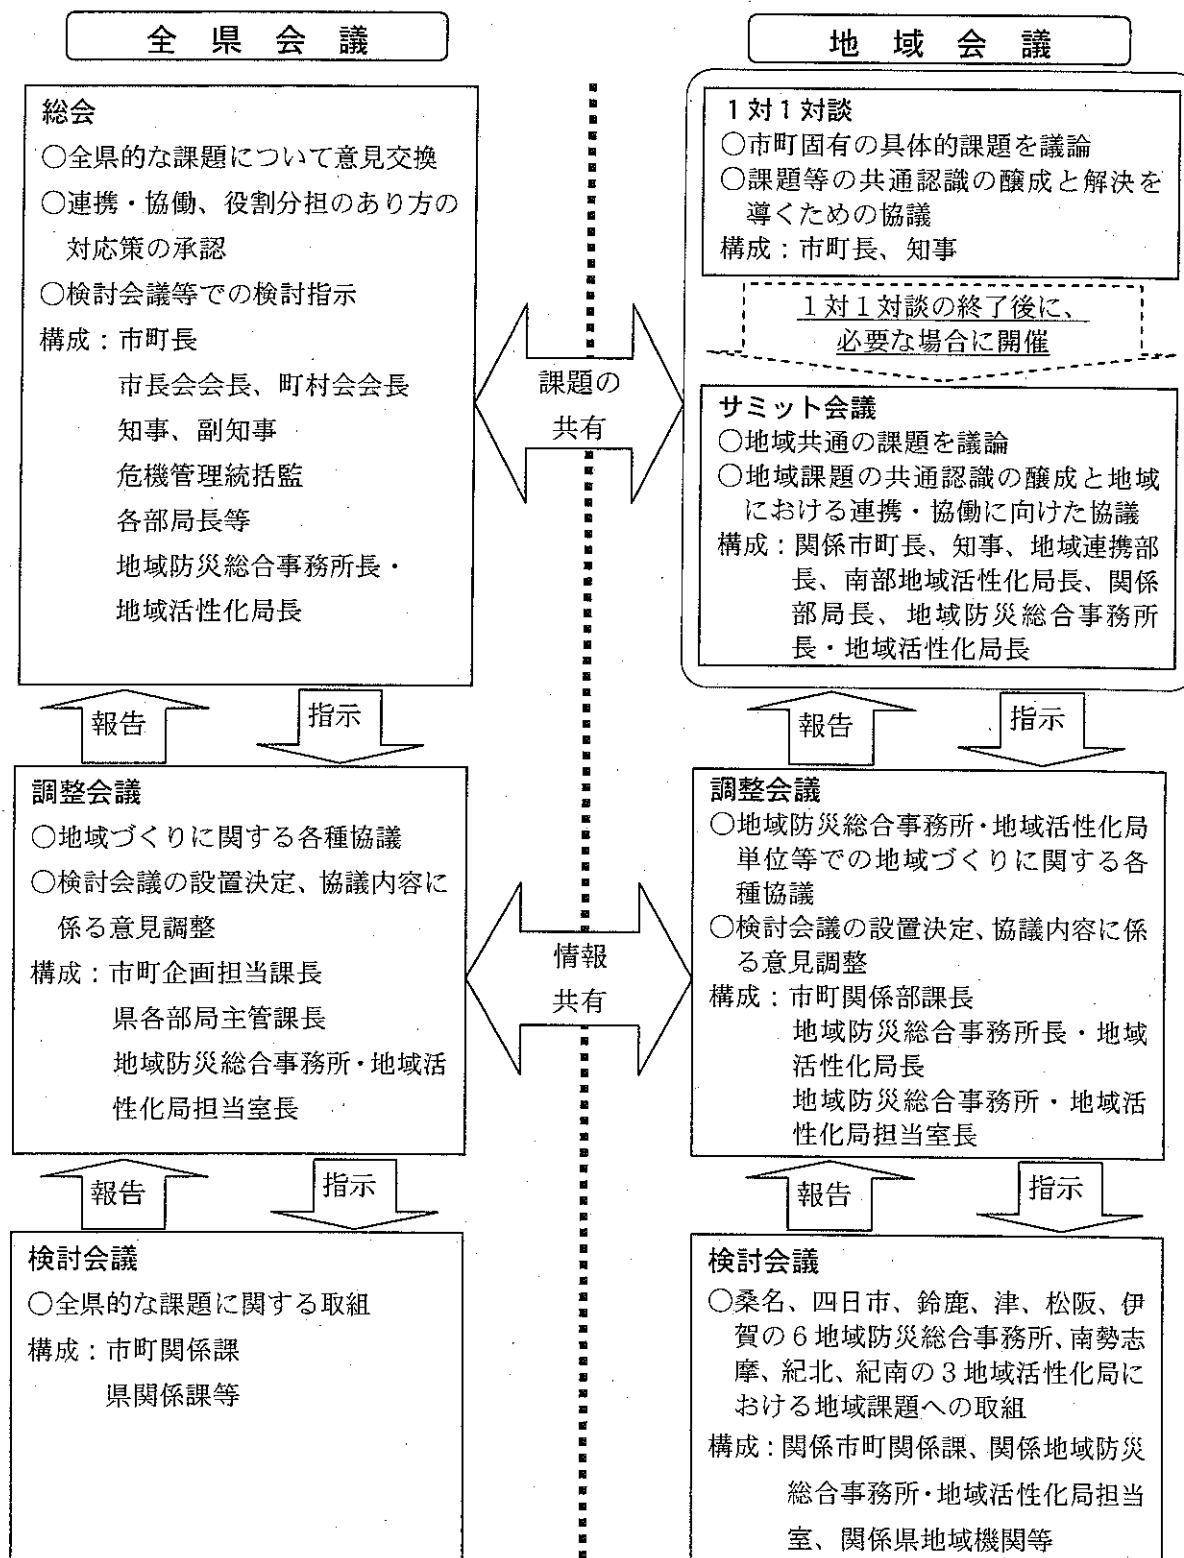 全県会議
総会
○全県的な課題について意見交換
○連携・協働、役割分担のあり方の
対応策の承認
○検討会議等での検討指示
構成：市町長
市長会会長、町村会会長
知事、副知事
危機管理統括監
各部局長等
地域防災総合事務所長・
地域活性化局長
報告
指示
調整会議
○地域づくりに関する各種協議
○検討会議の設置決定、協議内容に
係る意見調整
構成：市町企画担当課長
県各部局主管課長
地域防災総合事務所・地域活
性化局担当室長
報告
指示
検討会議
○全県的な課題に関する取組
構成：市町関係課
県関係課等
課題の
共有
情報
共有
地域会議
１対１対談
○市町固有の具体的課題を議論
○課題等の共通認識の醸成と解決を
導くための協議
構成：市町長、知事
１対１対談の終了後に、
必要な場合に開催
サミット会議
○地域共通の課題を議論
○地域課題の共通認識の醸成と地域
における連携・協働に向けた協議
構成：関係市町長、知事、地域連携部
長、南部地域活性化局長、関係
部局長、地域防災総合事務所
長・地域活性化局長
報告
指示
調整会議
○地域防災総合事務所・地域活性化局
単位等での地域づくりに関する各
種協議
○検討会議の設置決定、協議内容に係
る意見調整
構成：市町関係部課長
地域防災総合事務所長・地域
活性化局長
地域防災総合事務所・地域活
性化局担当室長
報告
指示
検討会議
○桑名、四日市、鈴鹿、津、松阪、伊
賀の６地域防災総合事務所、南勢志
摩、紀北、紀南の３地域活性化局に
おける地域課題への取組
構成：関係市町関係課、関係地域防災
総合事務所・地域活性化局担当
室、関係県地域機関等